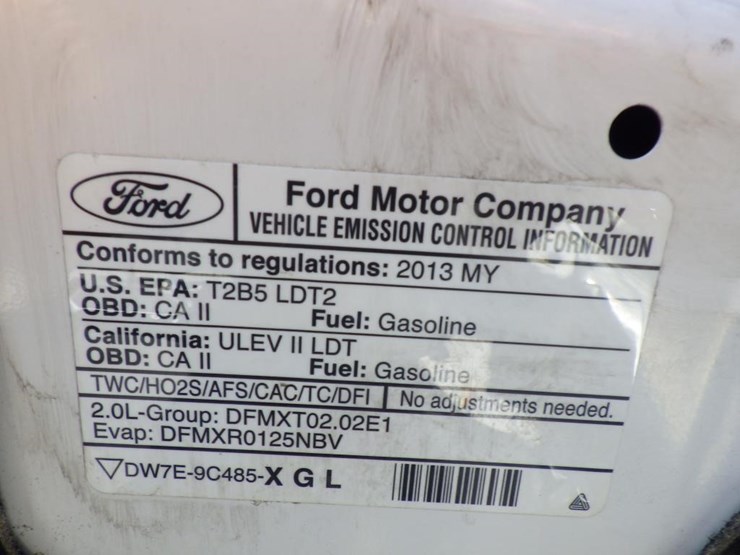 Ford
Ford Motor Company
VEHICLE EMISSION CONTROL INFORMATION
Conforms to regulations: 2013 MY
U.S. EPA: T2B5 LDT2
OBD: CA II Fuel: Gasoline
California: ULEV II LDT
OBD: CA II Fuel: Gasoline
TWC/HO2S/AFS/CAC/TC/DFI No adjustments needed.
2.0L-Group: DFMXT02.02E1
Evap: DFMXR0125NBV
DW7E-9C485-X G L